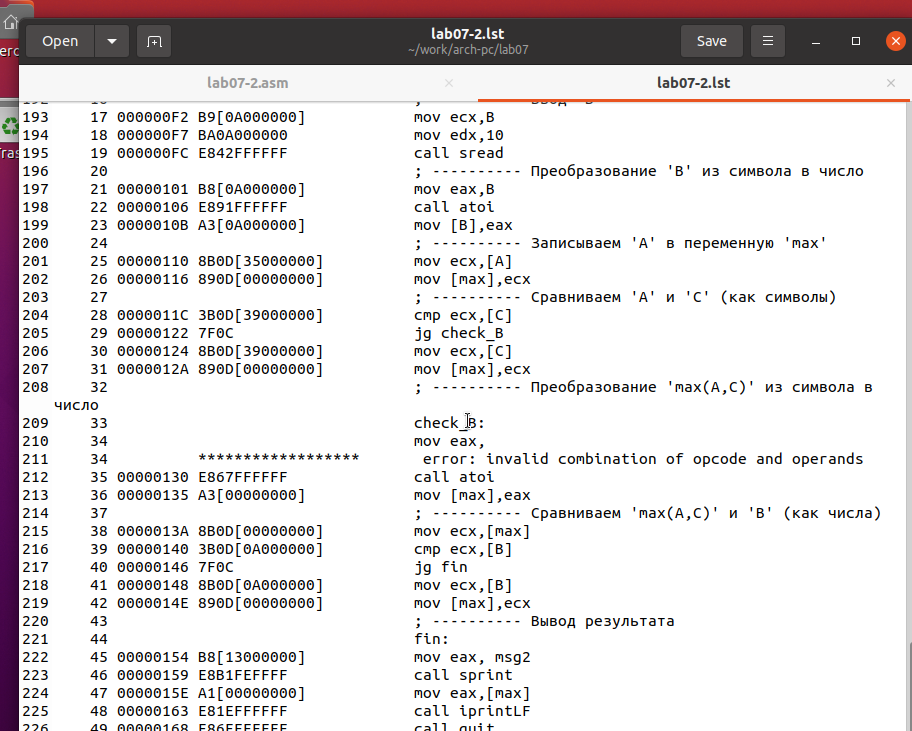 Open
lab07-2.lst
~/work/arch-pc/lab07
Save
lab07-2.asm
lab07-2.lst
193 17 000000F2 B9[0A000000] mov ecx,B
194 18 000000F7 BA0A000000 mov edx,10
195 19 000000FC E842FFFFFF call sread
196 20 ; ---------- Преобразование 'B' из символа в число
197 21 00000101 B8[0A000000] mov eax,B
198 22 00000106 E891FFFFFF call atoi
199 23 0000010B A3[0A000000] mov [B],eax
200 24 ; ---------- Записываем 'A' в переменную 'max'
201 25 00000110 8B0D[35000000] mov ecx,[A]
202 26 00000116 890D[00000000] mov [max],ecx
203 27 ; ---------- Сравниваем 'A' и 'С' (как символы)
204 28 0000011C 3B0D[39000000] cmp ecx,[C]
205 29 00000122 7F0C jg check_B
206 30 00000124 8B0D[39000000] mov ecx,[C]
207 31 0000012A 890D[00000000] mov [max],ecx
208 32 ; ---------- Преобразование 'max(A,C)' из символа в
число
209 33 check_B:
210 34 mov eax,
211 34 ****************** error: invalid combination of opcode and operands
212 35 00000130 E867FFFFFF call atoi
213 36 00000135 A3[00000000] mov [max],eax
214 37 ; ---------- Сравниваем 'max(A,C)' и 'B' (как числа)
215 38 0000013A 8B0D[00000000] mov ecx,[max]
216 39 00000140 3B0D[0A000000] cmp ecx,[B]
217 40 00000146 7F0C jg fin
218 41 00000148 8B0D[0A000000] mov ecx,[B]
219 42 0000014E 890D[00000000] mov [max],ecx
220 43 ; ---------- Вывод результата
221 44 fin:
222 45 00000154 B8[13000000] mov eax, msg2
223 46 00000159 E8B1FEFFFF call sprint
224 47 0000015E A1[00000000] mov eax,[max]
225 48 00000163 E81EFFFFFF call iprintLF
226 49 00000168 E86EFFFFFF call quit